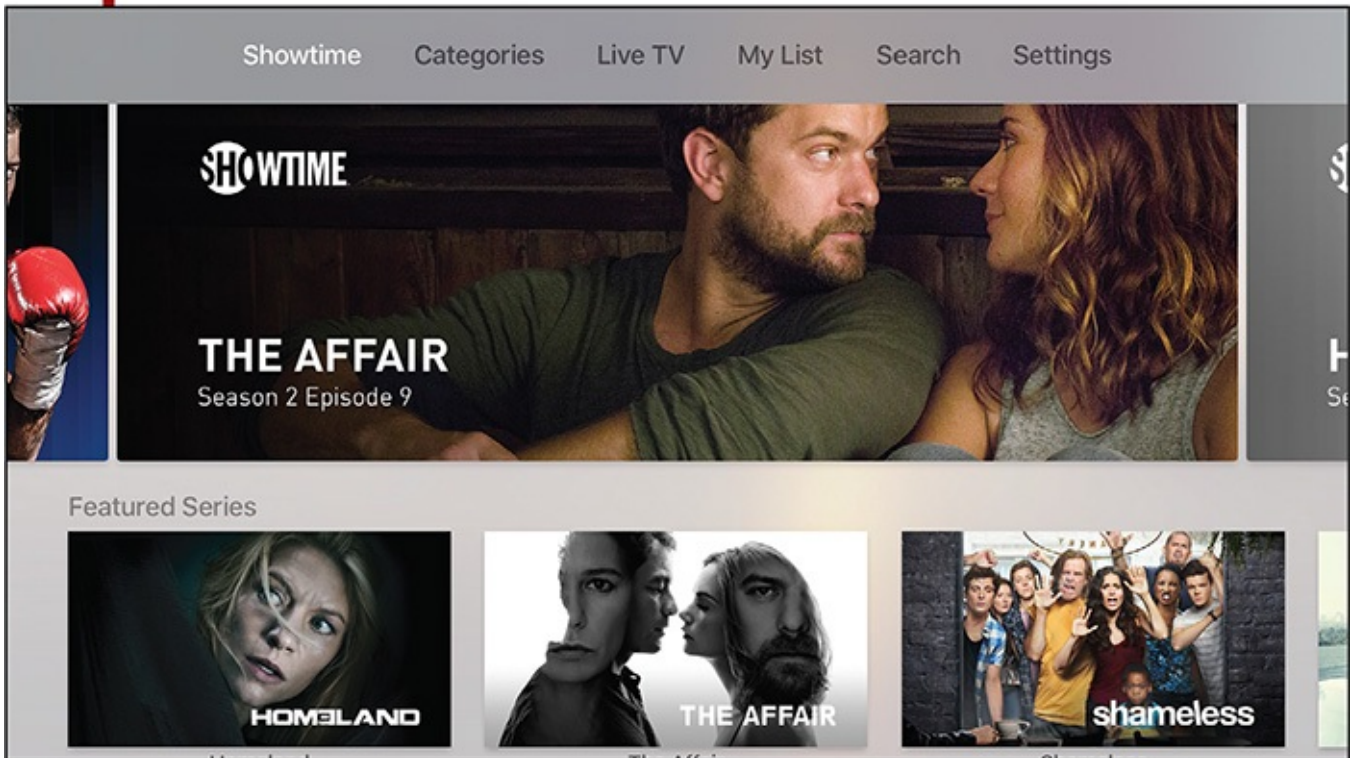 Showtime Categories Live TV My List Search Settings
SHOWTIME
THE AFFAIR
Season 2 Episode 9
Featured Series
HOMELAND
THE AFFAIR
shameless